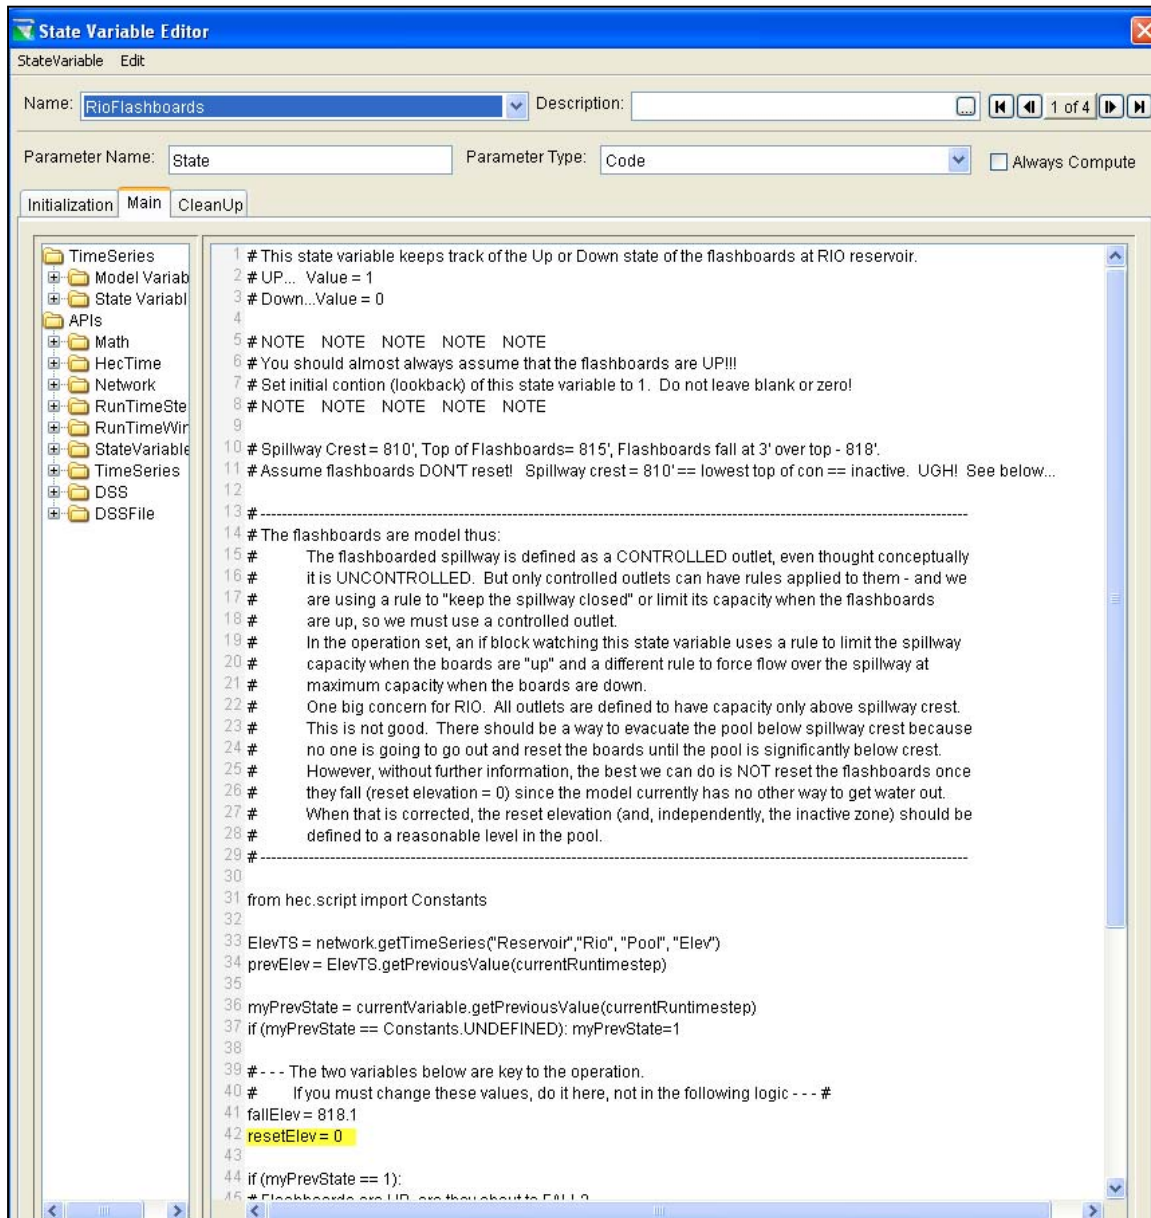 State Variable Editor
StateVariable Edit
Name: RioFlashboards Description: ... 1 of 4
Parameter Name: State Parameter Type: Code Always Compute
Initialization Main CleanUp
TimeSeries
Model Variab
State Variabl
APIs
Math
HecTime
Network
RunTimeSte
RunTimeWin
StateVariable
TimeSeries
DSS
DSSFile
1 # This state variable keeps track of the Up or Down state of the flashboards at RIO reservoir.
2 # UP... Value = 1
3 # Down...Value = 0
4
5 # NOTE NOTE NOTE NOTE NOTE
6 # You should almost always assume that the flashboards are UP!!!
7 # Set initial contion (lookback) of this state variable to 1. Do not leave blank or zero!
8 # NOTE NOTE NOTE NOTE NOTE
9
10 # Spillway Crest = 810', Top of Flashboards= 815', Flashboards fall at 3' over top - 818'.
11 # Assume flashboards DON'T reset! Spillway crest = 810' == lowest top of con == inactive. UGH! See below...
12
13 #------------------------------------------------------------------------------------------
14 # The flashboards are model thus:
15 # The flashboarded spillway is defined as a CONTROLLED outlet, even thought conceptually
16 # it is UNCONTROLLED. But only controlled outlets can have rules applied to them - and we
17 # are using a rule to "keep the spillway closed" or limit its capacity when the flashboards
18 # are up, so we must use a controlled outlet.
19 # In the operation set, an if block watching this state variable uses a rule to limit the spillway
20 # capacity when the boards are "up" and a different rule to force flow over the spillway at
21 # maximum capacity when the boards are down.
22 # One big concern for RIO. All outlets are defined to have capacity only above spillway crest.
23 # This is not good. There should be a way to evacuate the pool below spillway crest because
24 # no one is going to go out and reset the boards until the pool is significantly below crest.
25 # However, without further information, the best we can do is NOT reset the flashboards once
26 # they fall (reset elevation = 0) since the model currently has no other way to get water out.
27 # When that is corrected, the reset elevation (and, independently, the inactive zone) should be
28 # defined to a reasonable level in the pool.
29 #------------------------------------------------------------------------------------------
30
31 from hec.script import Constants
32
33 ElevTS = network.getTimeSeries("Reservoir","Rio", "Pool", "Elev")
34 prevElev = ElevTS.getPreviousValue(currentRuntimestep)
35
36 myPrevState = currentVariable.getPreviousValue(currentRuntimestep)
37 if (myPrevState == Constants.UNDEFINED): myPrevState=1
38
39 #- - - The two variables below are key to the operation.
40 # If you must change these values, do it here, not in the following logic - - - #
41 fallElev = 818.1
42 resetElev = 0
43
44 if (myPrevState == 1):
45 # Flashboards are UP, are they about to FALL?